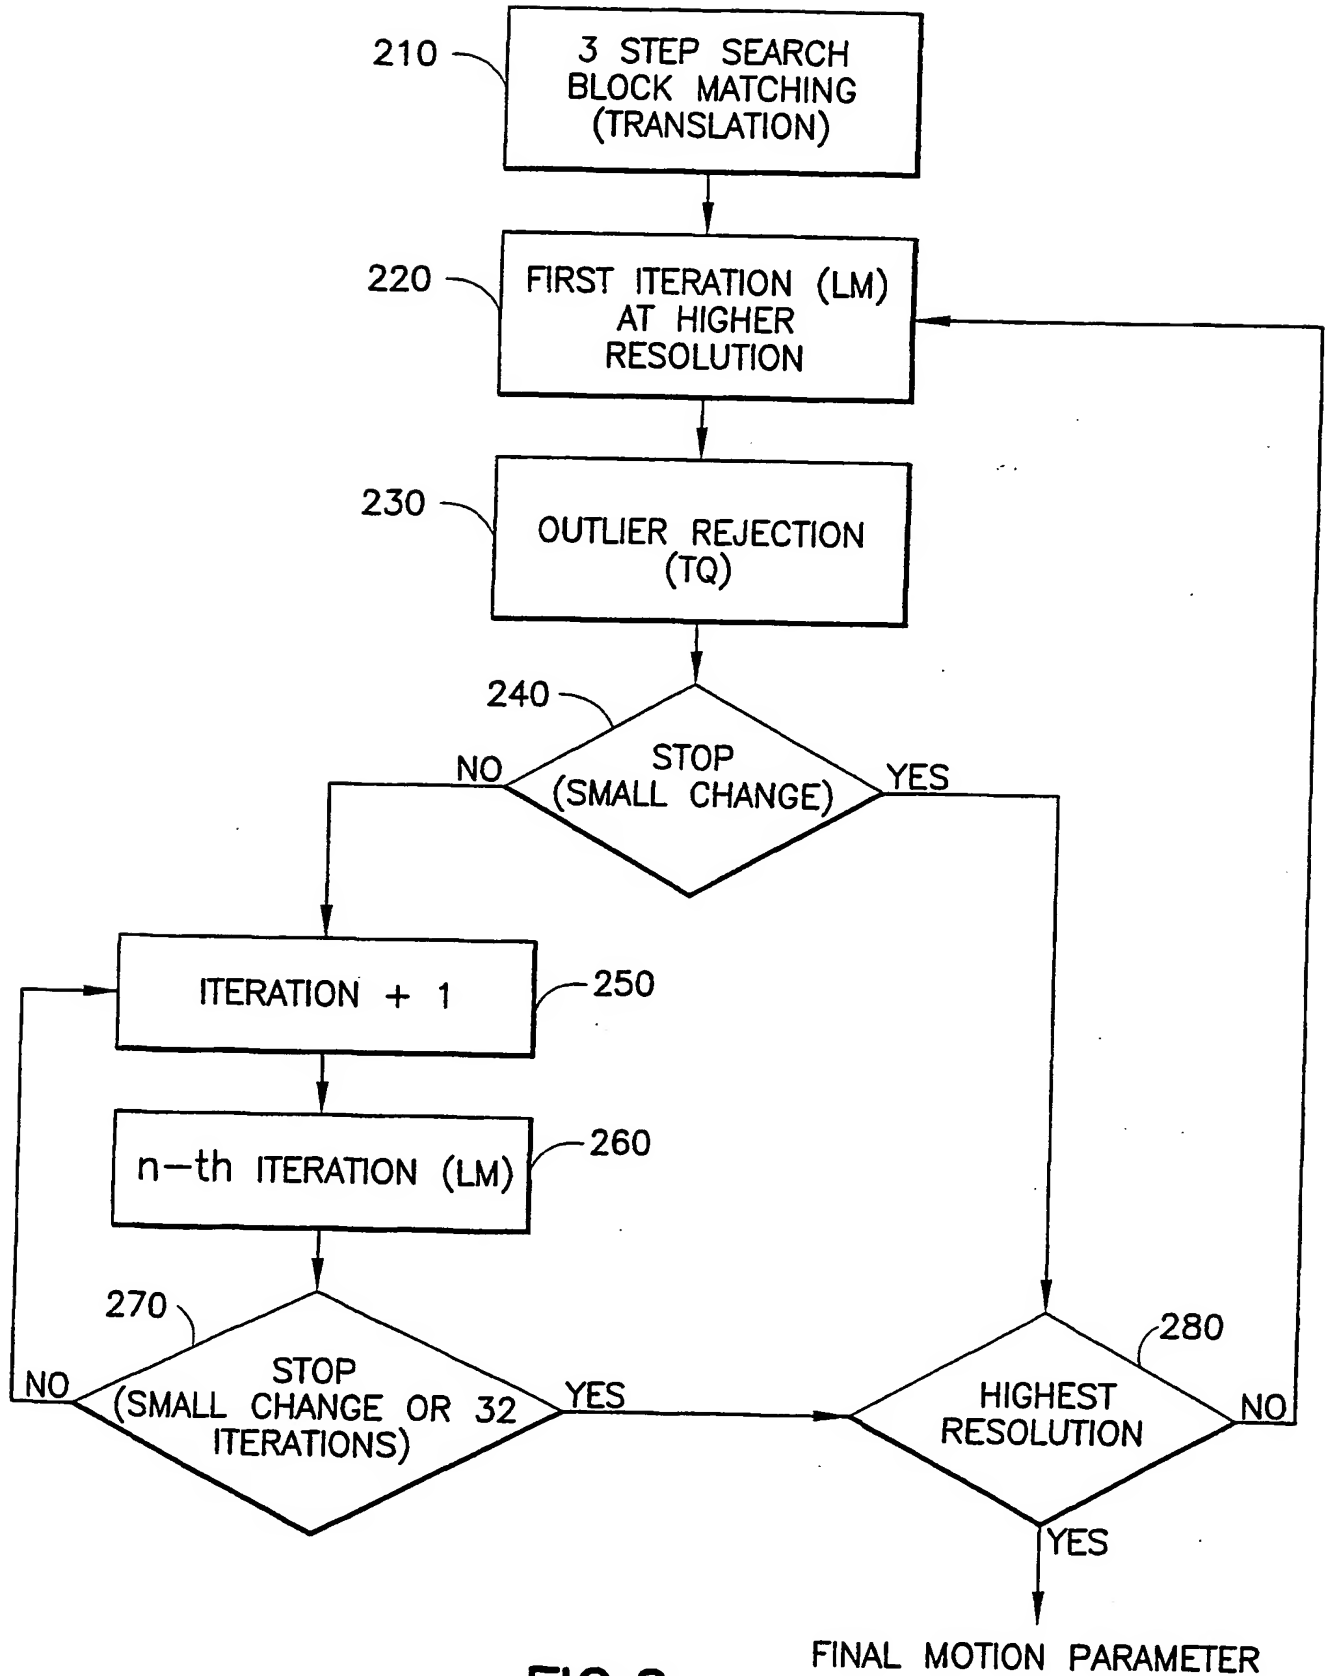 210
3 STEP SEARCH
BLOCK MATCHING
(TRANSLATION)
220
FIRST ITERATION (LM)
AT HIGHER
RESOLUTION
230
OUTLIER REJECTION
(TQ)
240
STOP
(SMALL CHANGE)
NO
YES
ITERATION + 1
250
n-th ITERATION (LM)
260
270
STOP
(SMALL CHANGE OR 32
ITERATIONS)
NO
YES
280
HIGHEST
RESOLUTION
NO
YES
FINAL MOTION PARAMETER